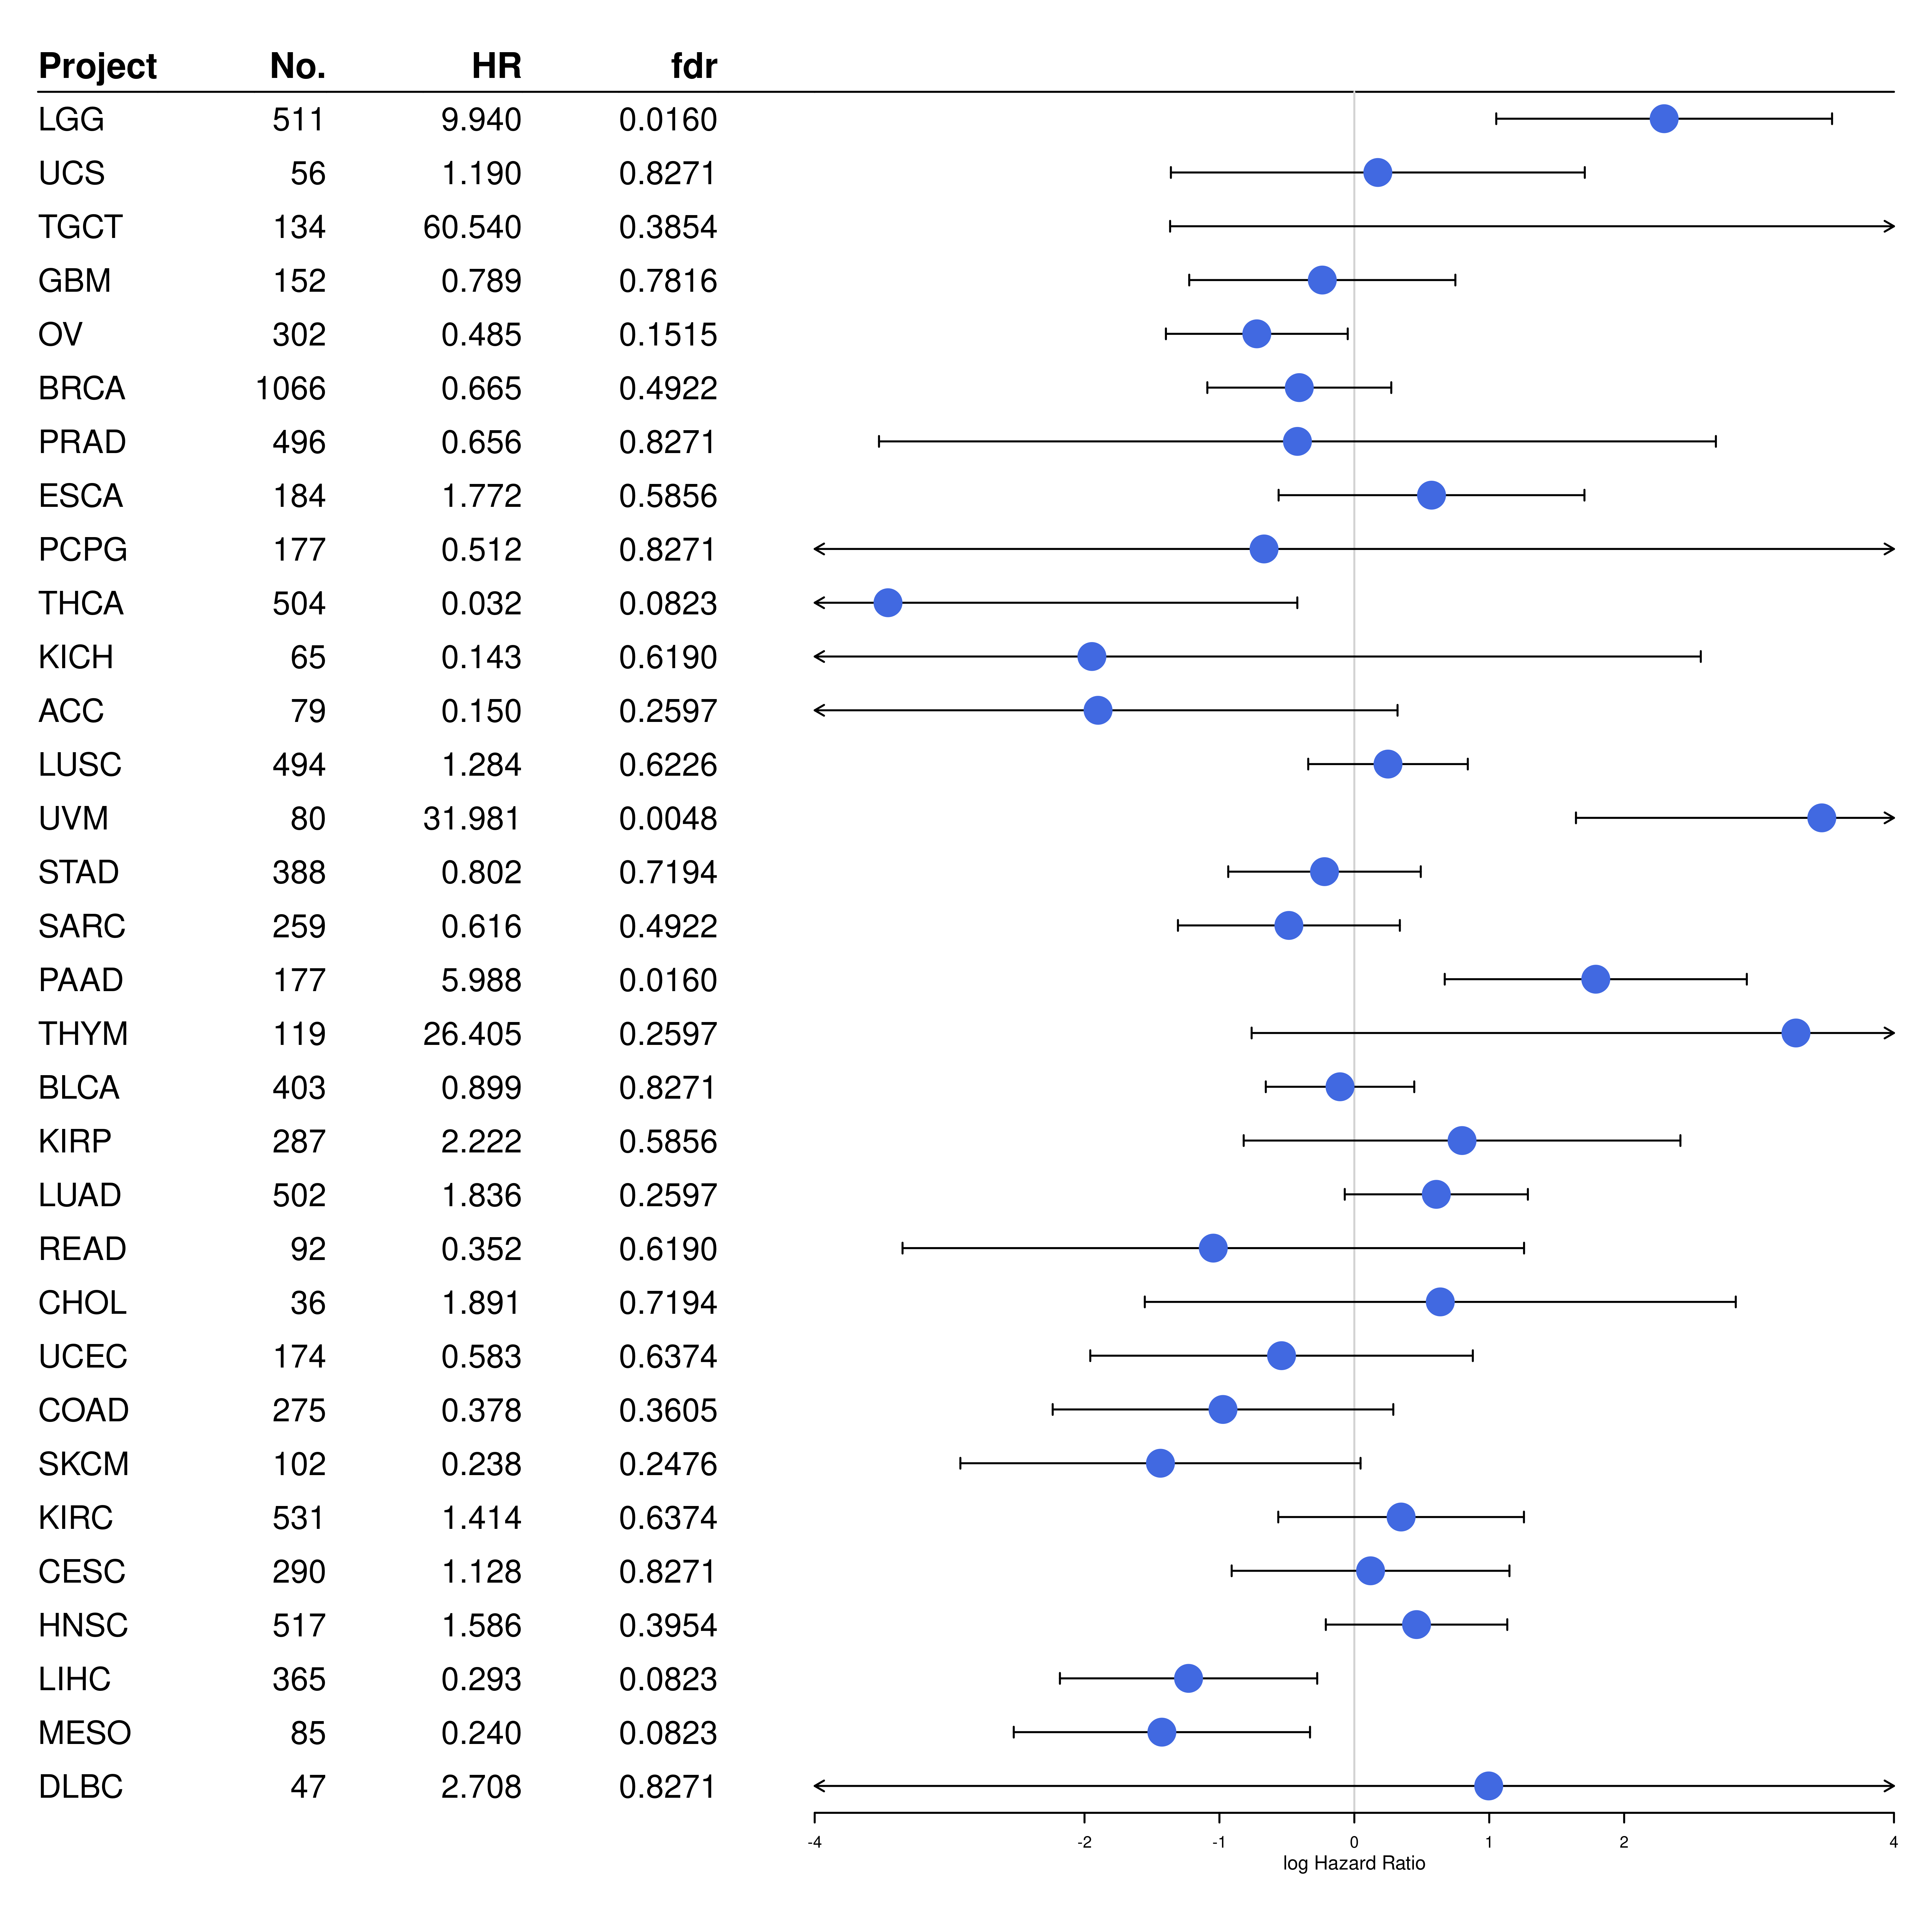 Project No. HR fdr
LGG 511 9.940 0.0160
UCS 56 1.190 0.8271
TGCT 134 60.540 0.3854
GBM 152 0.789 0.7816
OV 302 0.485 0.1515
BRCA 1066 0.665 0.4922
PRAD 496 0.656 0.8271
ESCA 184 1.772 0.5856
PCPG 177 0.512 0.8271
THCA 504 0.032 0.0823
KICH 65 0.143 0.6190
ACC 79 0.150 0.2597
LUSC 494 1.284 0.6226
UVM 80 31.981 0.0048
STAD 388 0.802 0.7194
SARC 259 0.616 0.4922
PAAD 177 5.988 0.0160
THYM 119 26.405 0.2597
BLCA 403 0.899 0.8271
KIRP 287 2.222 0.5856
LUAD 502 1.836 0.2597
READ 92 0.352 0.6190
CHOL 36 1.891 0.7194
UCEC 174 0.583 0.6374
COAD 275 0.378 0.3605
SKCM 102 0.238 0.2476
KIRC 531 1.414 0.6374
CESC 290 1.128 0.8271
HNSC 517 1.586 0.3954
LIHC 365 0.293 0.0823
MESO 85 0.240 0.0823
DLBC 47 2.708 0.8271
-4 -2 -1 0 1 2 4
log Hazard Ratio